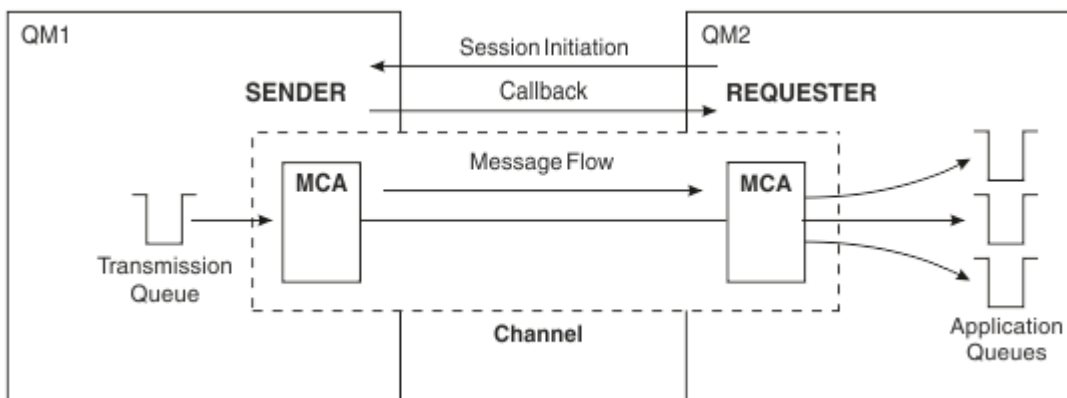 QM1
QM2
Session Initiation
SENDER
Callback
REQUESTER
Message Flow
MCA
MCA
Transmission
Queue
Channel
Application
Queues